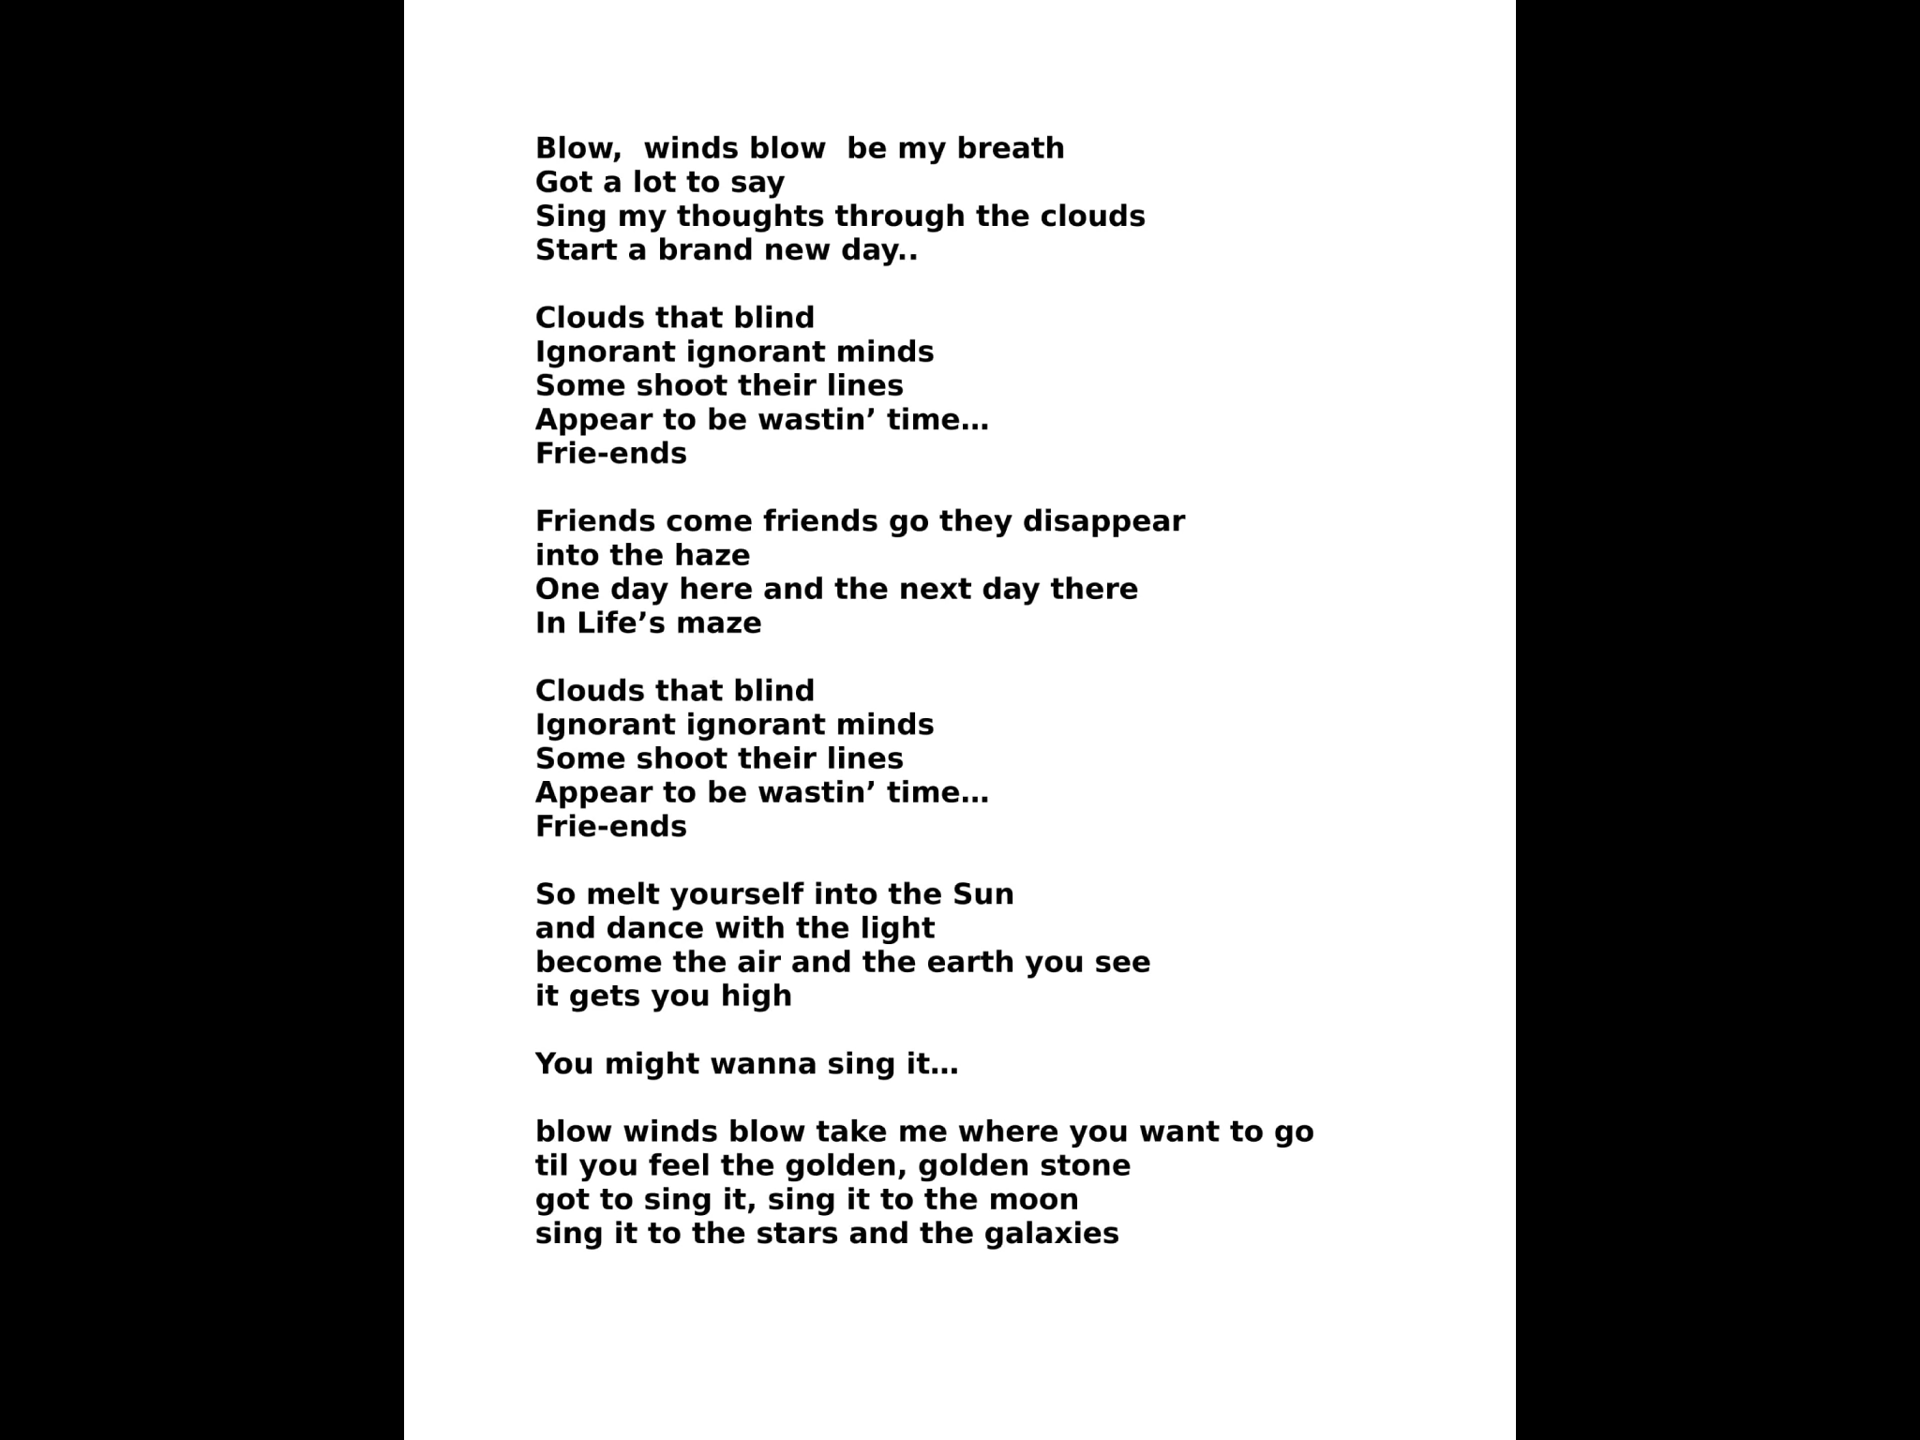 Blow,  winds blow  be my breath
Got a lot to say
Sing my thoughts through the clouds
Start a brand new day..

Clouds that blind
Ignorant ignorant minds
Some shoot their lines
Appear to be wastin’ time…
Frie-ends

Friends come friends go they disappear
into the haze
One day here and the next day there
In Life’s maze

Clouds that blind
Ignorant ignorant minds
Some shoot their lines
Appear to be wastin’ time…
Frie-ends

So melt yourself into the Sun
and dance with the light
become the air and the earth you see
it gets you high

You might wanna sing it…

blow winds blow take me where you want to go
til you feel the golden, golden stone
got to sing it, sing it to the moon
sing it to the stars and the galaxies